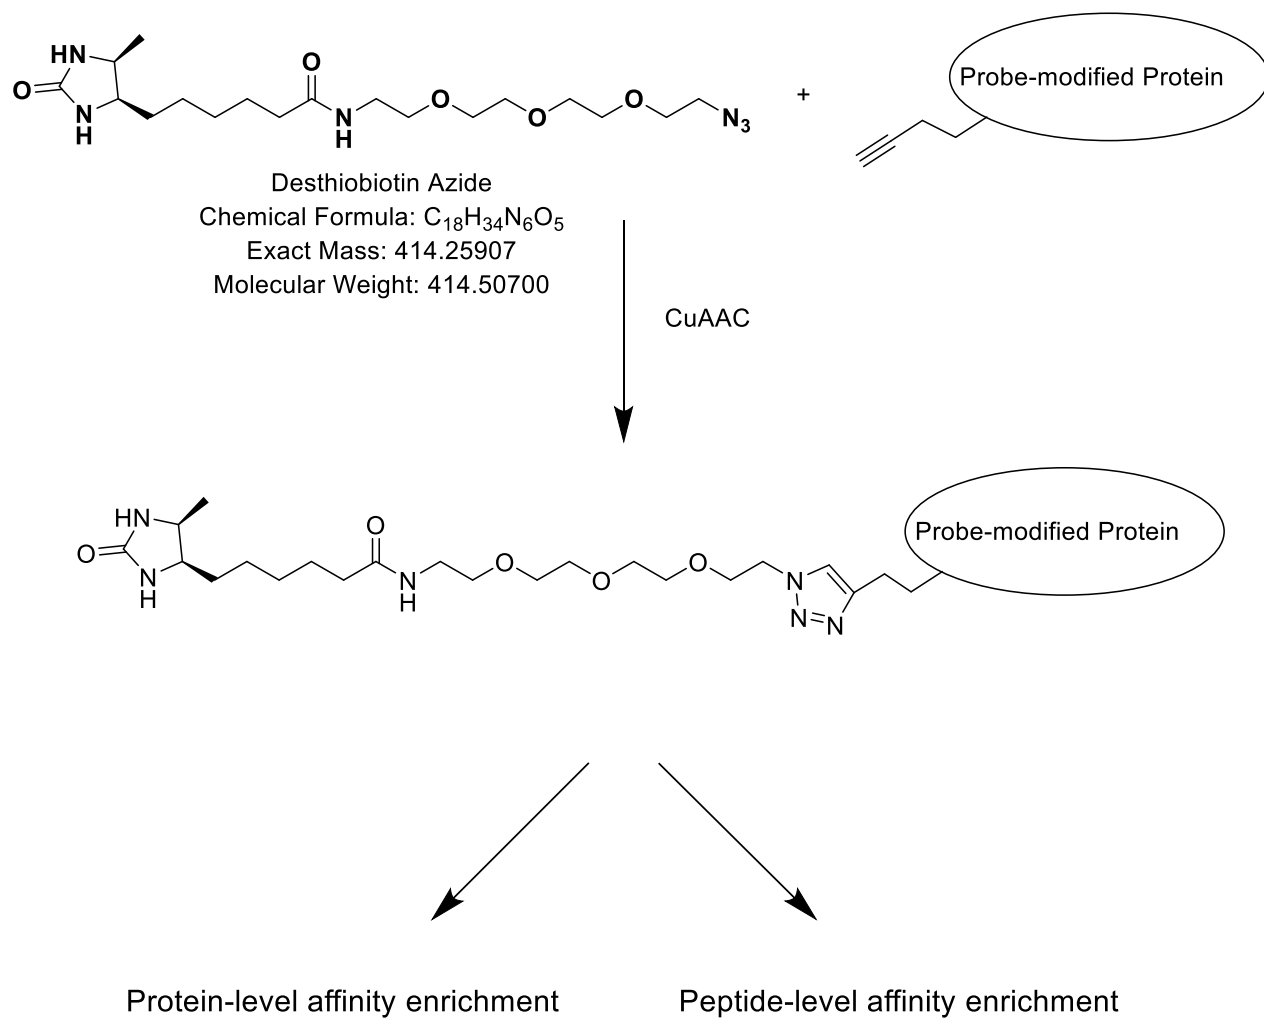 HN
O
N
H
O
N
H
O
O
O
N3
+
Probe-modified Protein
Desthiobiotin Azide
Chemical Formula: C18H34N6O5
Exact Mass: 414.25907
Molecular Weight: 414.50700
CuAAC
HN
O
N
H
O
N
H
O
O
O
N
N
N
Probe-modified Protein
Protein-level affinity enrichment
Peptide-level affinity enrichment